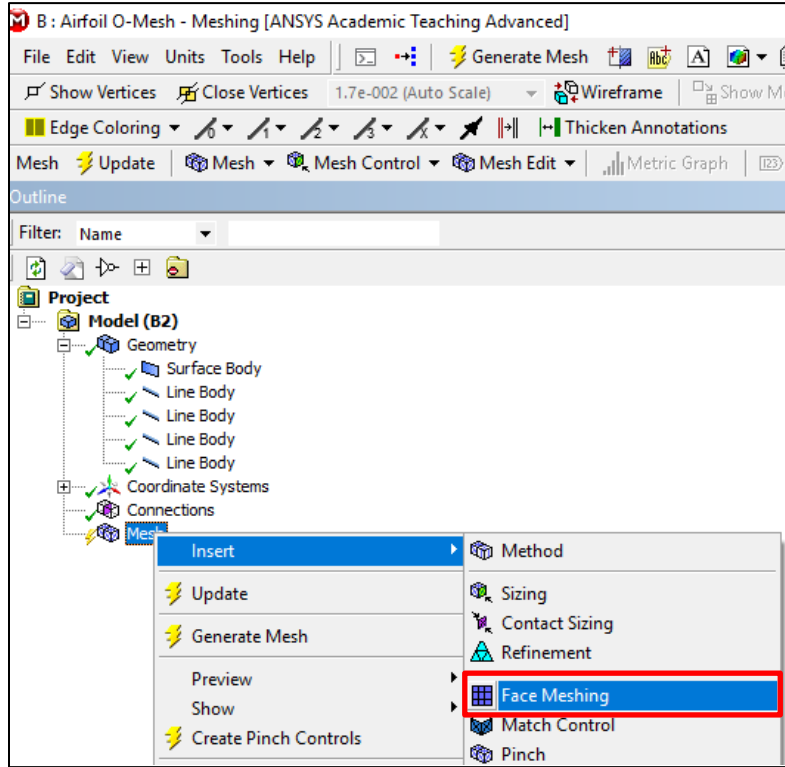 B : Airfoil O-Mesh - Meshing [ANSYS Academic Teaching Advanced]
File Edit View Units Tools Help Generate Mesh
Show Vertices Close Vertices 1.7e-002 (Auto Scale) Wireframe Show M
Edge Coloring Thicken Annotations
Mesh Update Mesh Mesh Control Mesh Edit Metric Graph
Outline
Filter: Name
Project
Model (B2)
Geometry
Surface Body
Line Body
Line Body
Line Body
Line Body
Coordinate Systems
Connections
Mesh
Insert
Update
Generate Mesh
Preview
Show
Create Pinch Controls
Method
Sizing
Contact Sizing
Refinement
Face Meshing
Match Control
Pinch